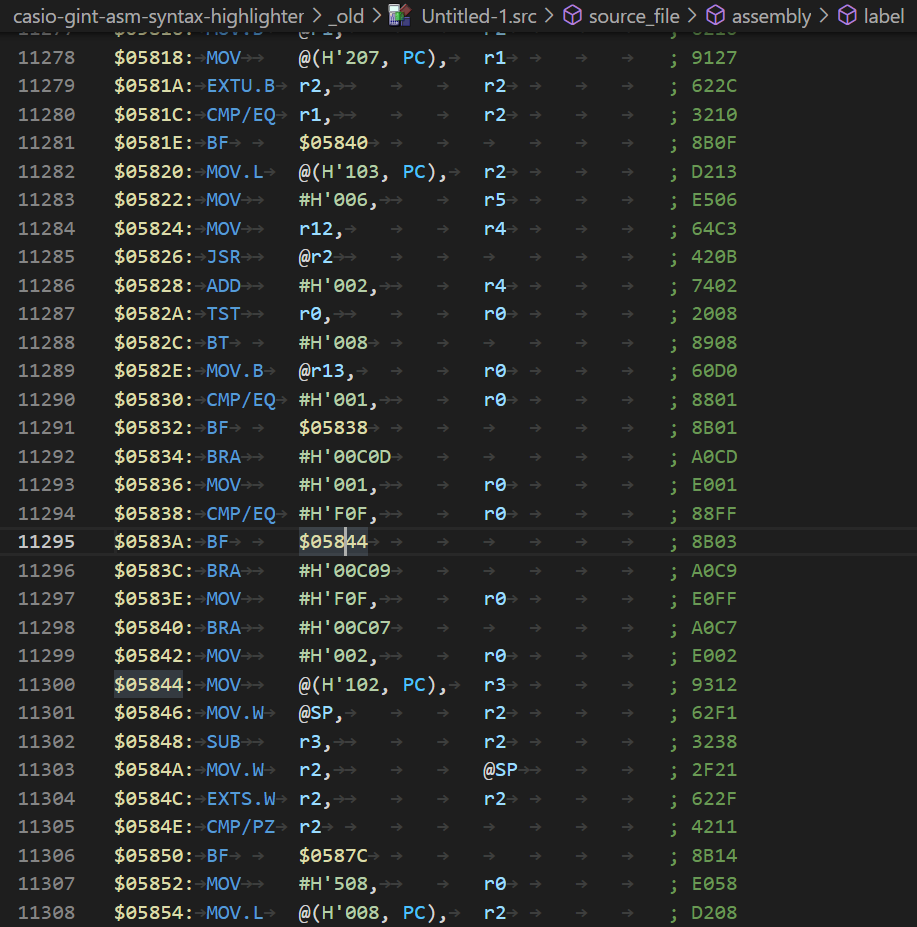 casio-gint-asm-syntax-highlighter > _old > Untitled-1.src > source_file > assembly > label
11278 $05818: MOV @(H'207, PC), r1 ; 9127
11279 $0581A: EXTU.B r2, r2 ; 622C
11280 $0581C: CMP/EQ r1, r2 ; 3210
11281 $0581E: BF $05840 ; 8B0F
11282 $05820: MOV.L @(H'103, PC), r2 ; D213
11283 $05822: MOV #H'006, r5 ; E506
11284 $05824: MOV r12, r4 ; 64C3
11285 $05826: JSR @r2 ; 420B
11286 $05828: ADD #H'002, r4 ; 7402
11287 $0582A: TST r0, r0 ; 2008
11288 $0582C: BT #H'008 ; 8908
11289 $0582E: MOV.B @r13, r0 ; 60D0
11290 $05830: CMP/EQ #H'001, r0 ; 8801
11291 $05832: BF $05838 ; 8B01
11292 $05834: BRA #H'00C0D ; A0CD
11293 $05836: MOV #H'001, r0 ; E001
11294 $05838: CMP/EQ #H'F0F, r0 ; 88FF
11295 $0583A: BF $05844 ; 8B03
11296 $0583C: BRA #H'00C09 ; A0C9
11297 $0583E: MOV #H'F0F, r0 ; E0FF
11298 $05840: BRA #H'00C07 ; A0C7
11299 $05842: MOV #H'002, r0 ; E002
11300 $05844: MOV @(H'102, PC), r3 ; 9312
11301 $05846: MOV.W @SP, r2 ; 62F1
11302 $05848: SUB r3, r2 ; 3238
11303 $0584A: MOV.W r2, @SP ; 2F21
11304 $0584C: EXTS.W r2, r2 ; 622F
11305 $0584E: CMP/PZ r2 ; 4211
11306 $05850: BF $0587C ; 8B14
11307 $05852: MOV #H'508, r0 ; E058
11308 $05854: MOV.L @(H'008, PC), r2 ; D208